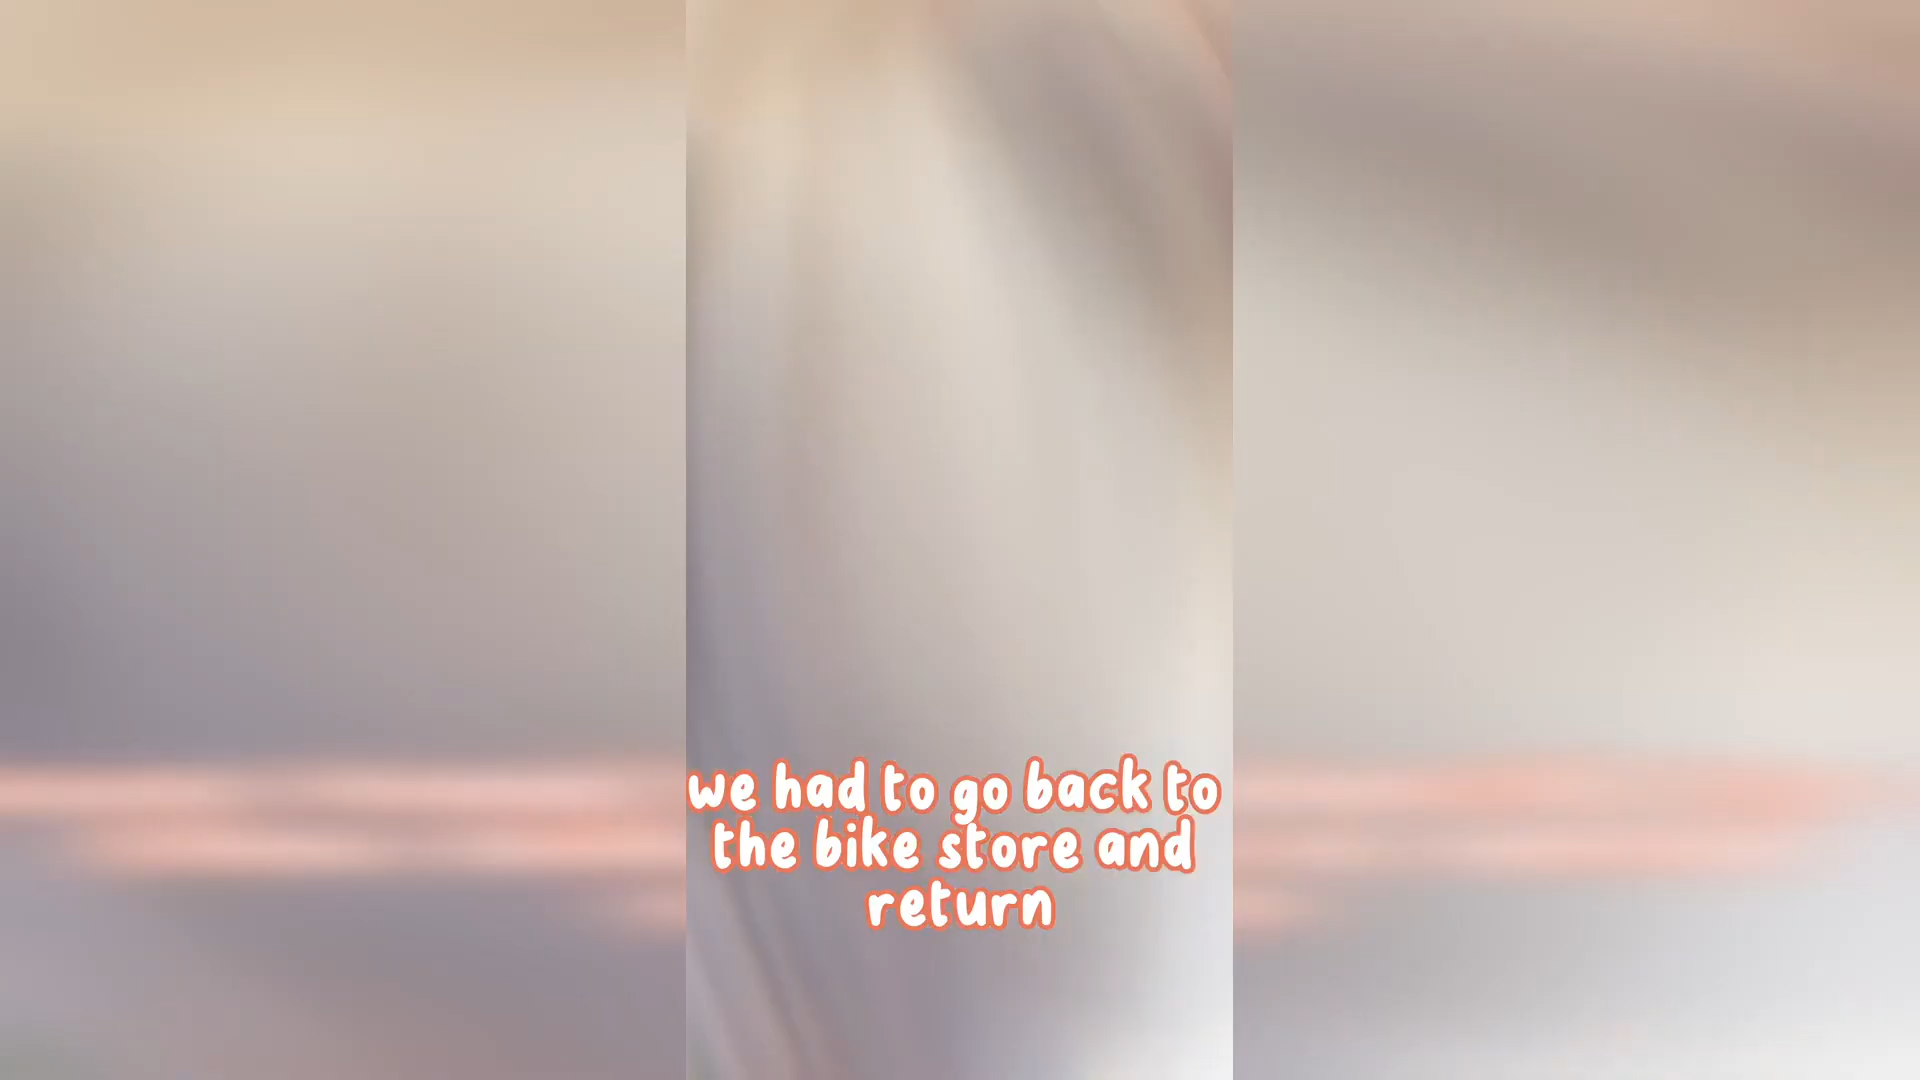 we had to go back to
the bike store and
return